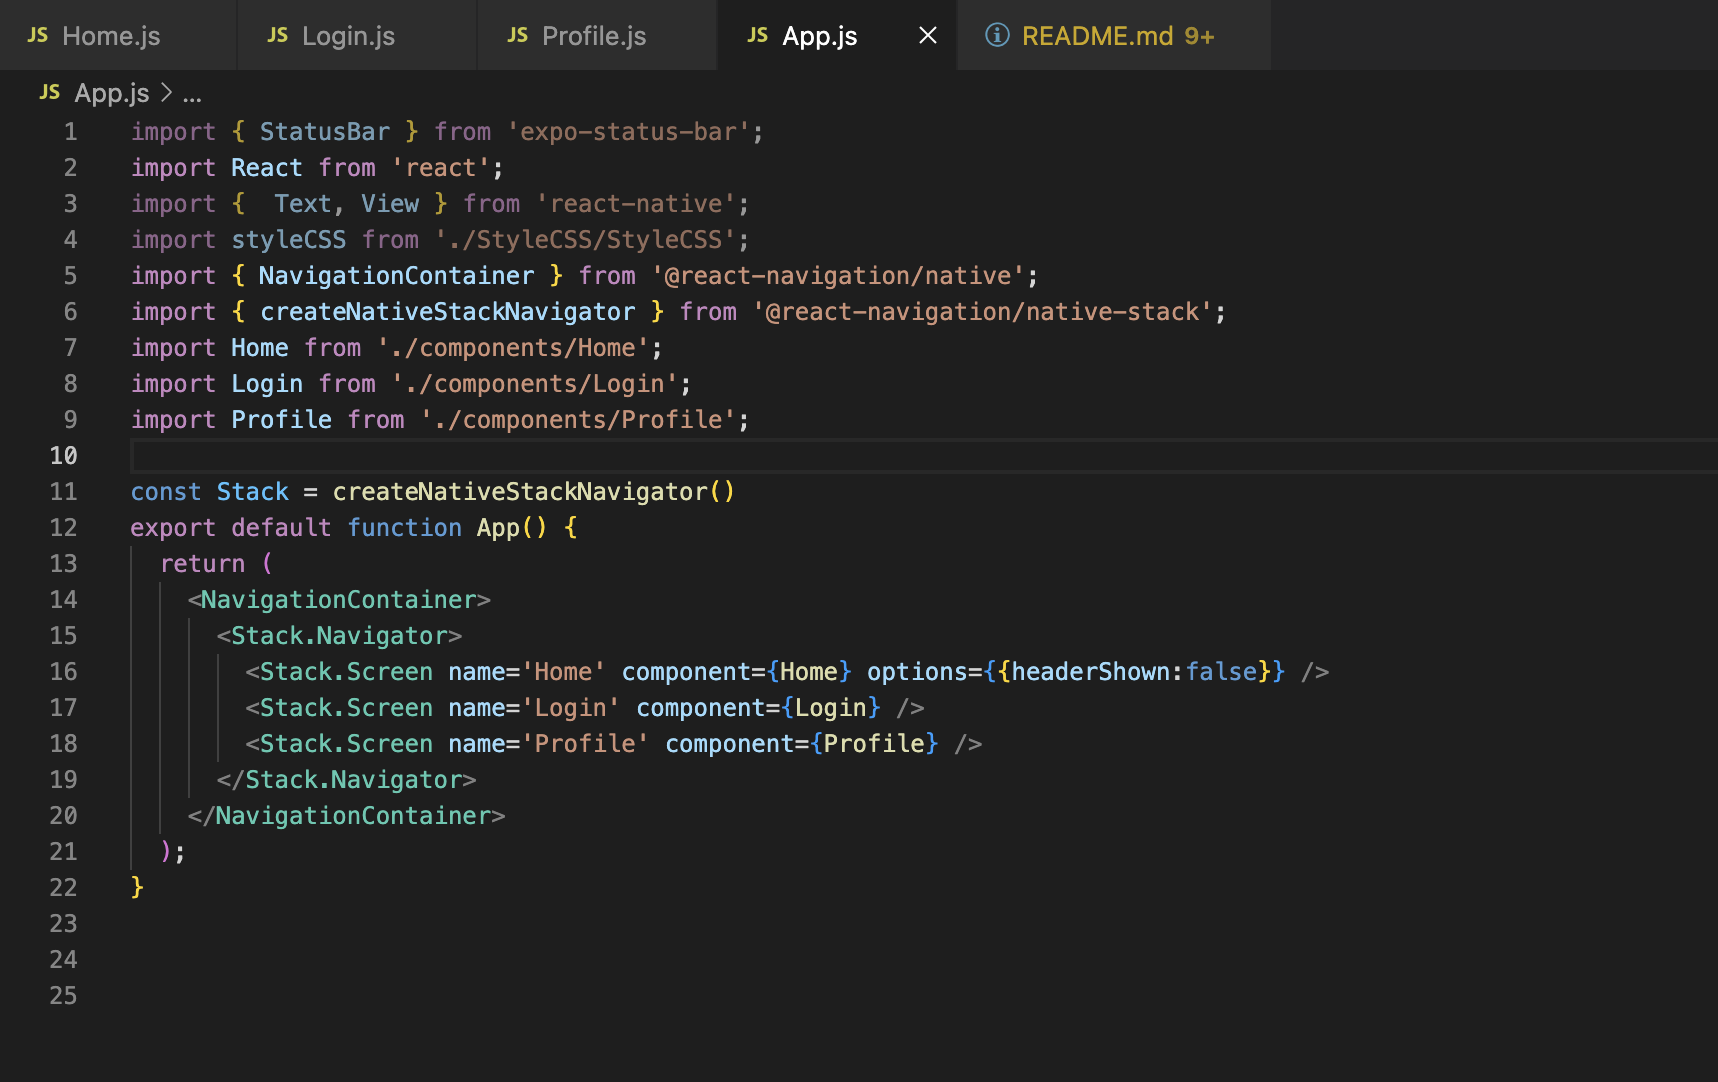 JS Home.js JS Login.js JS Profile.js JS App.js × README.md 9+
JS App.js > ...
1 import { StatusBar } from 'expo-status-bar';
2 import React from 'react';
3 import {  Text, View } from 'react-native';
4 import styleCSS from './StyleCSS/StyleCSS';
5 import { NavigationContainer } from '@react-navigation/native';
6 import { createNativeStackNavigator } from '@react-navigation/native-stack';
7 import Home from './components/Home';
8 import Login from './components/Login';
9 import Profile from './components/Profile';
10
11 const Stack = createNativeStackNavigator()
12 export default function App() {
13   return (
14     <NavigationContainer>
15       <Stack.Navigator>
16         <Stack.Screen name='Home' component={Home} options={{headerShown:false}} />
17         <Stack.Screen name='Login' component={Login} />
18         <Stack.Screen name='Profile' component={Profile} />
19       </Stack.Navigator>
20     </NavigationContainer>
21   );
22 }
23
24
25